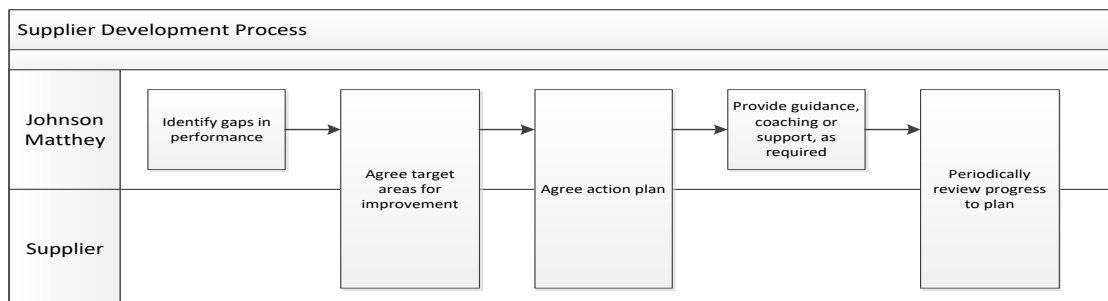 Supplier Development Process
Johnson
Matthey
Identify gaps in
performance
Agree target
areas for
improvement
Agree action plan
Provide guidance,
coaching or
support, as
required
Periodically
review progress
to plan
Supplier